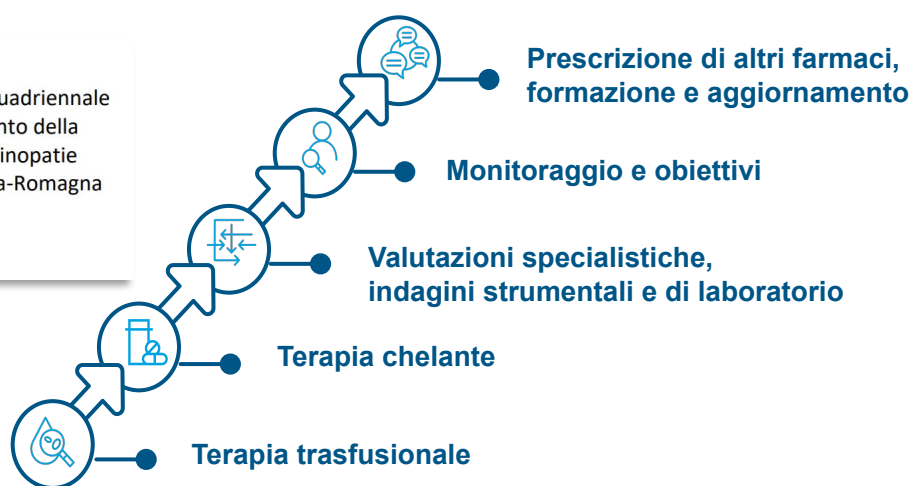 uadriennale
nto della
inopatie
a-Romagna
Prescrizione di altri farmaci,
formazione e aggiornamento
Monitoraggio e obiettivi
Valutazioni specialistiche,
indagini strumentali e di laboratorio
Terapia chelante
Terapia trasfusionale